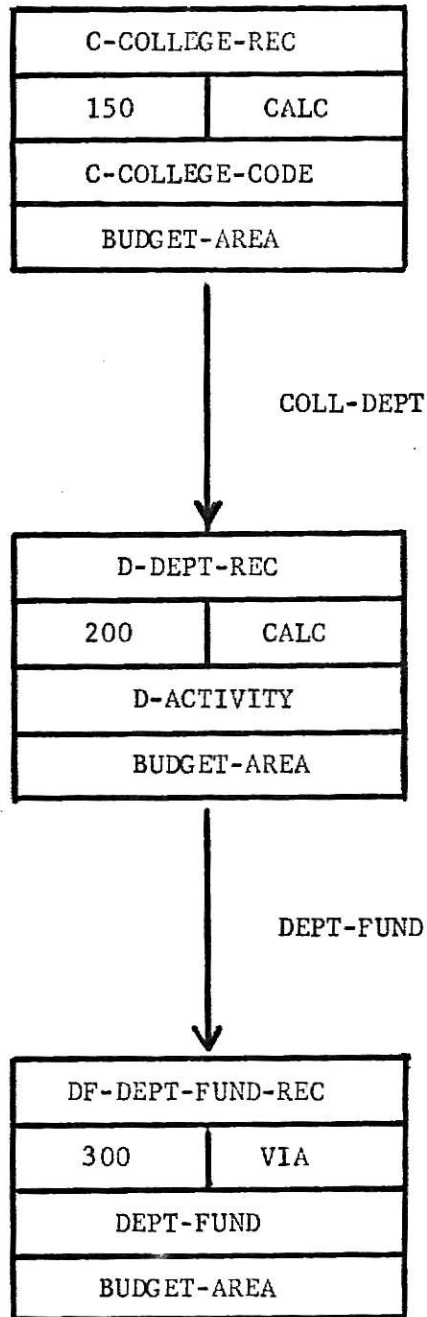 C-COLLEGE-REC
150 CALC
C-COLLEGE-CODE
BUDGET-AREA
COLL-DEPT
D-DEPT-REC
200 CALC
D-ACTIVITY
BUDGET-AREA
DEPT-FUND
DF-DEPT-FUND-REC
300 VIA
DEPT-FUND
BUDGET-AREA